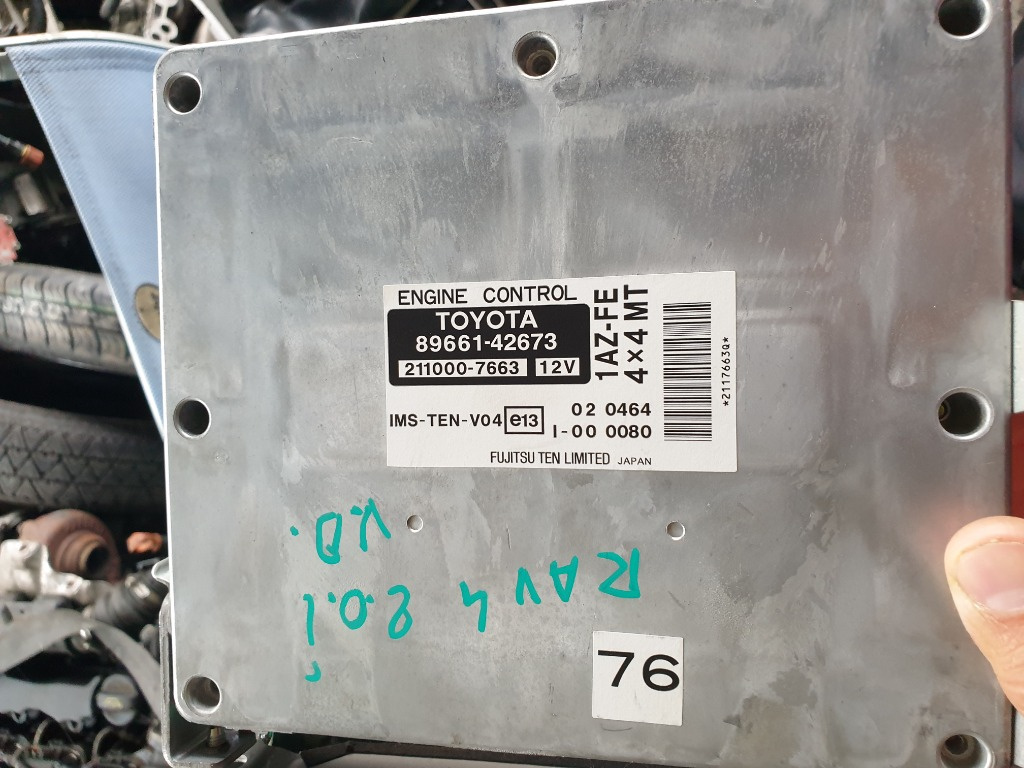 ENGINE CONTROL
TOYOTA
89661-42673
211000-7663 12V
1AZ-FE
4×4 MT
IMS-TEN-V04 e13 02 0464
I-00 0080
FUJITSU TEN LIMITED JAPAN
*2117663Q*
RAV4 2.0.i
V.D.
76